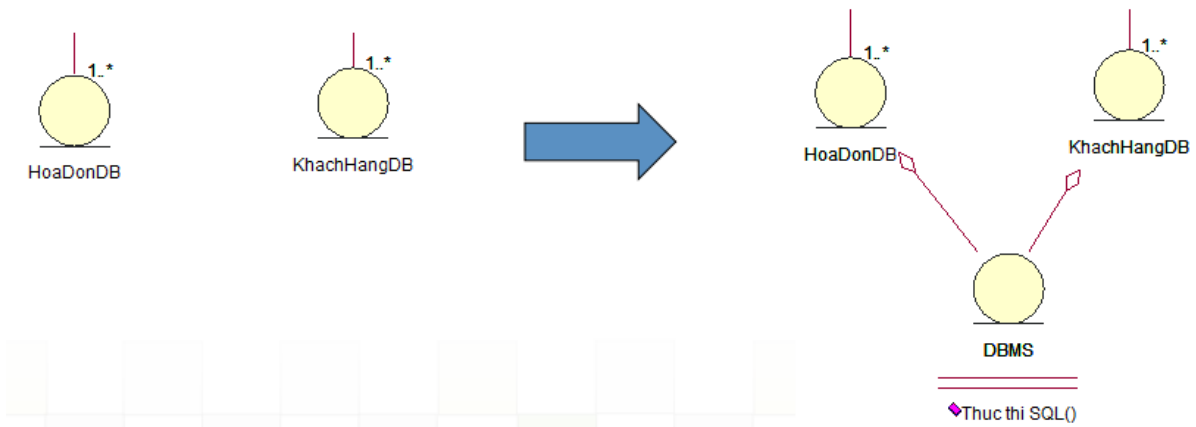 1..*
1..*
HoaDonDB
KhachHangDB
1..*
1..*
HoaDonDB
KhachHangDB
DBMS
Thuc thi SQL()